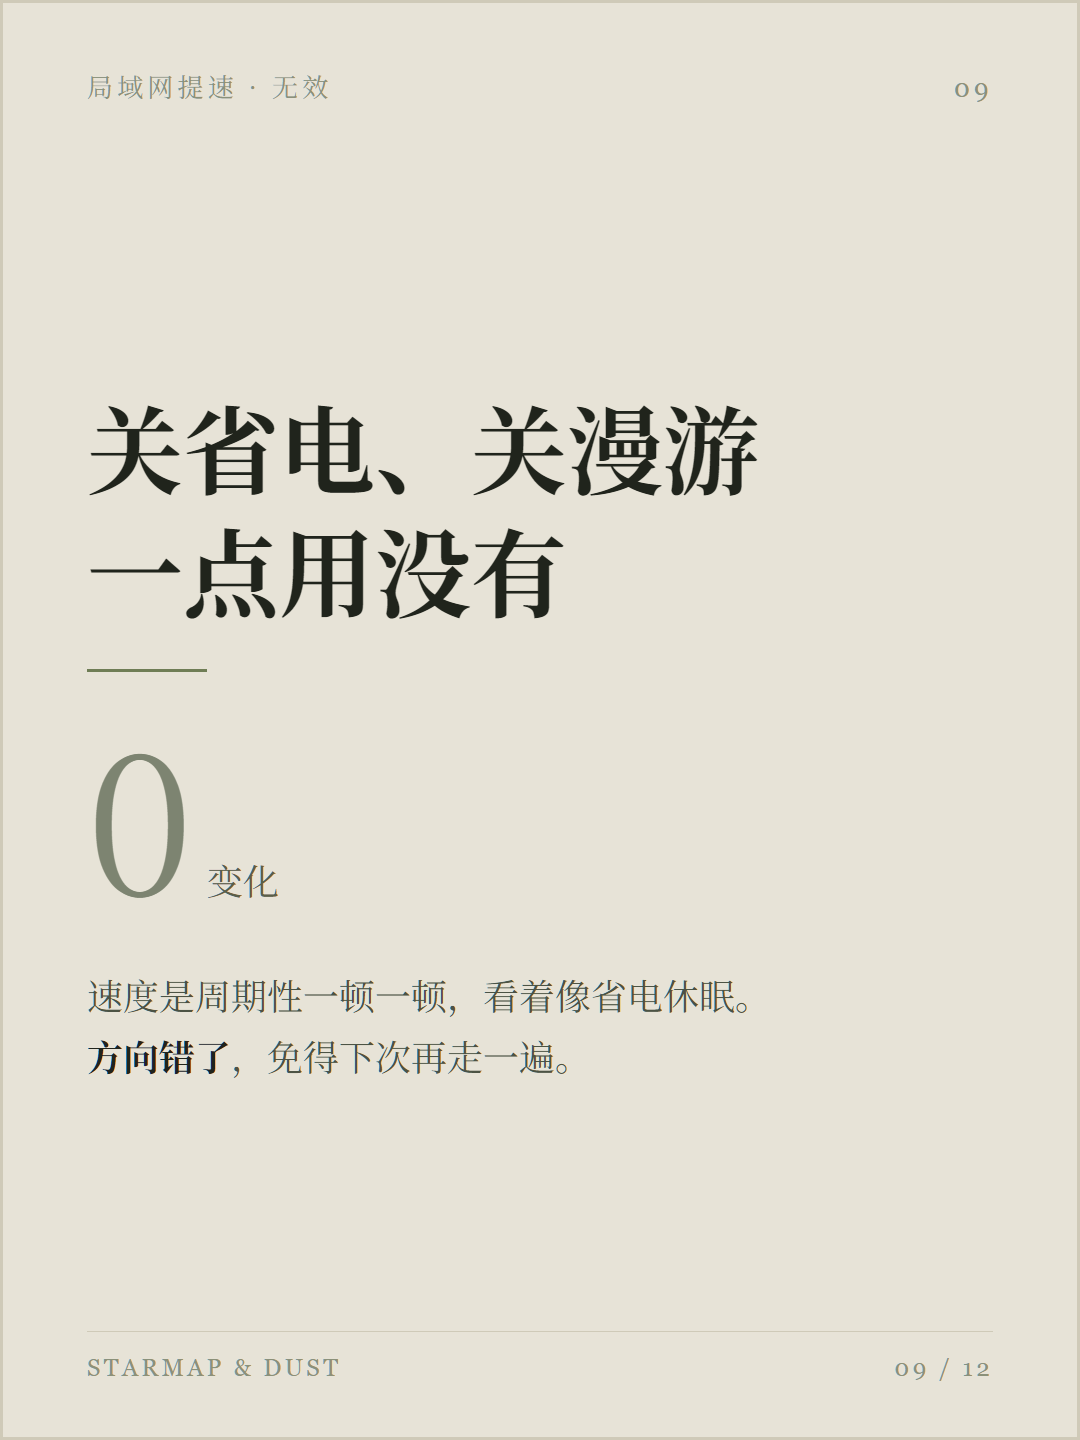 局域网提速 · 无效
09
关省电、关漫游
一点用没有
0 变化
速度是周期性一顿一顿，看着像省电休眠。
方向错了，免得下次再走一遍。
STARMAP & DUST
09 / 12